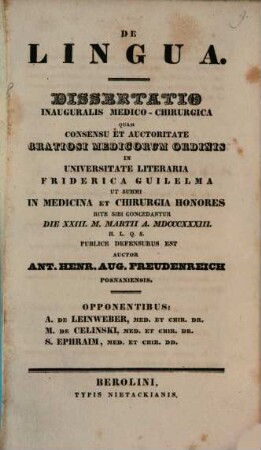 DE
LINGUA.
DISSERTATIO
INAUGURALIS MEDICO-CHIRURGICA
QUAM
CONSENSU ET AUCTORITATE
GRATIOSI MEDICORUM ORDINIS
IN
UNIVERSITATE LITERARIA
FRIDERICA GUILELMA
UT SUMMI
IN MEDICINA ET CHIRURGIA HONORES
RITE SIBI CONCEDANTUR
DIE XXIII. M. MARTII A. MDCCCXXXIII.
H. L. Q. S.
PUBLICE DEFENSURUS EST
AUCTOR
ANT. HENR. AUG. FREUDENREICH
POSNANIENSIS.
OPPONENTIBUS:
A. DE LEINWEBER, MED. ET CHIR. DR.
M. DE CELINSKI, MED. ET CHIR. DR.
S. EPHRAIM, MED. ET CHIR. DD.
BEROLINI,
TYPIS NIETACKIANIS.